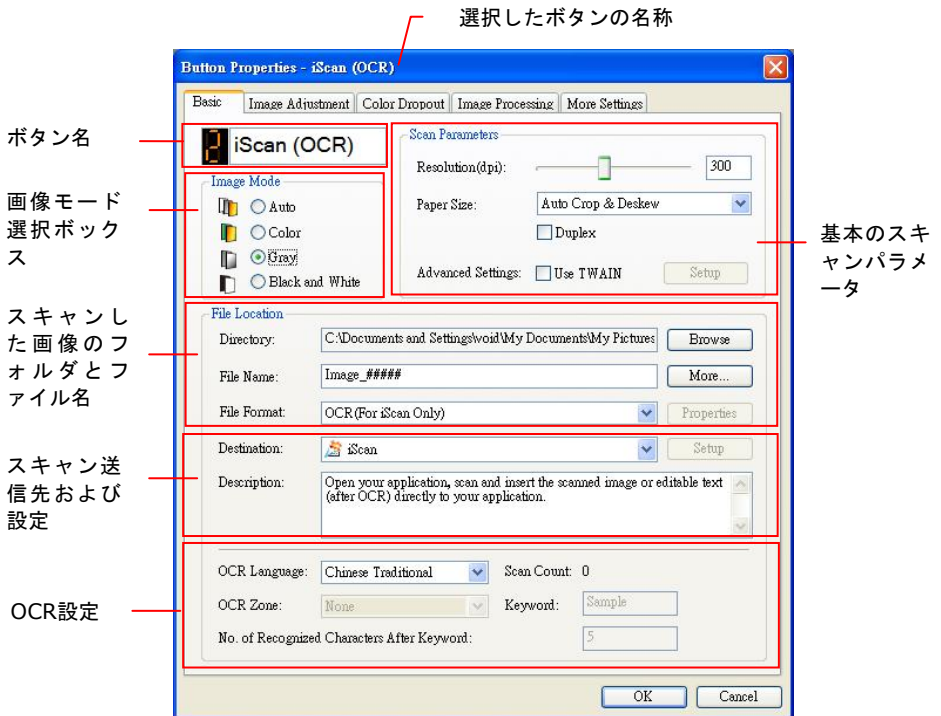 選択したボタンの名称
Button Properties - iScan (OCR)
Basic Image Adjustment Color Dropout Image Processing More Settings
ボタン名
2 iScan (OCR)
画像モード
選択ボック
ス
Image Mode
Auto
Color
Gray
Black and White
Scan Parameters
Resolution(dpi): 300
Paper Size: Auto Crop & Deskew
Duplex
Advanced Settings: Use TWAIN Setup
基本のスキ
ャンパラメ
ータ
スキャンし
た画像のフ
ォルダとフ
ァイル名
File Location
Directory: C:\Documents and Settings\void\My Documents\My Pictures Browse
File Name: Image_##### More...
File Format: OCR(For iScan Only) Properties
スキャン送
信先および
設定
Destination: iScan Setup
Description: Open your application, scan and insert the scanned image or editable text
(after OCR) directly to your application.
OCR設定
OCR Language: Chinese Traditional Scan Count: 0
OCR Zone: None Keyword: Sample
No. of Recognized Characters After Keyword: 5
OK Cancel